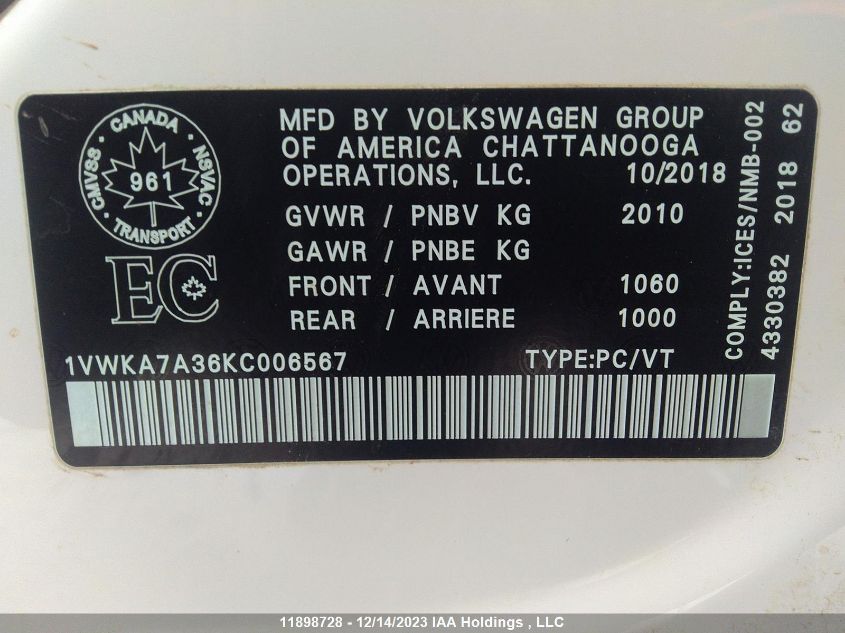 CANADA
CMVSS
NSVAC
961
TRANSPORT
EC
MFD BY VOLKSWAGEN GROUP
OF AMERICA CHATTANOOGA
OPERATIONS, LLC. 10/2018
GVWR / PNBV KG 2010
GAWR / PNBE KG
FRONT / AVANT 1060
REAR / ARRIERE 1000
COMPLY:ICES/NMB-002
4330382 2018 62
1VWKA7A36KC006567 TYPE:PC/VT
11898728 - 12/14/2023 IAA Holdings , LLC